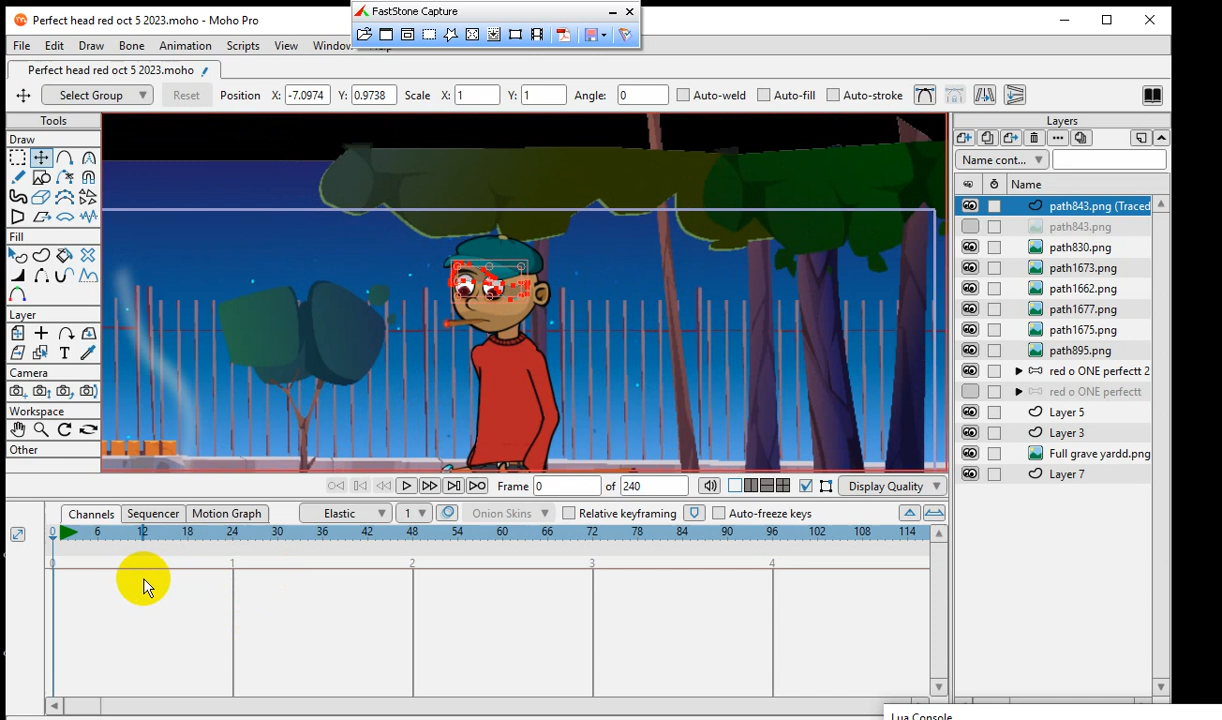 Perfect head red oct 5 2023.moho - Moho Pro
FastStone Capture
File Edit Draw Bone Animation Scripts View Window Help
Perfect head red oct 5 2023.moho
Select Group Reset Position X: -7.0974 Y: 0.9738 Scale X: 1 Y: 1 Angle: 0 Auto-weld Auto-fill Auto-stroke
Tools
Draw
Fill
Layer
T
Camera
Workspace
Other
Layers
Name cont...
Name
path843.png (Traced
path843.png
path830.png
path1673.png
path1662.png
path1677.png
path1675.png
path895.png
red o ONE perfectt 2
red o ONE perfectt
Layer 5
Layer 3
Full grave yardd.png
Layer 7
Frame 0 of 240 Display Quality
Channels Sequencer Motion Graph Elastic 1 Onion Skins Relative keyframing Auto-freeze keys
0 6 12 18 24 30 36 42 48 54 60 66 72 78 84 90 96 102 108 114
0 1 2 3 4
Lua Console